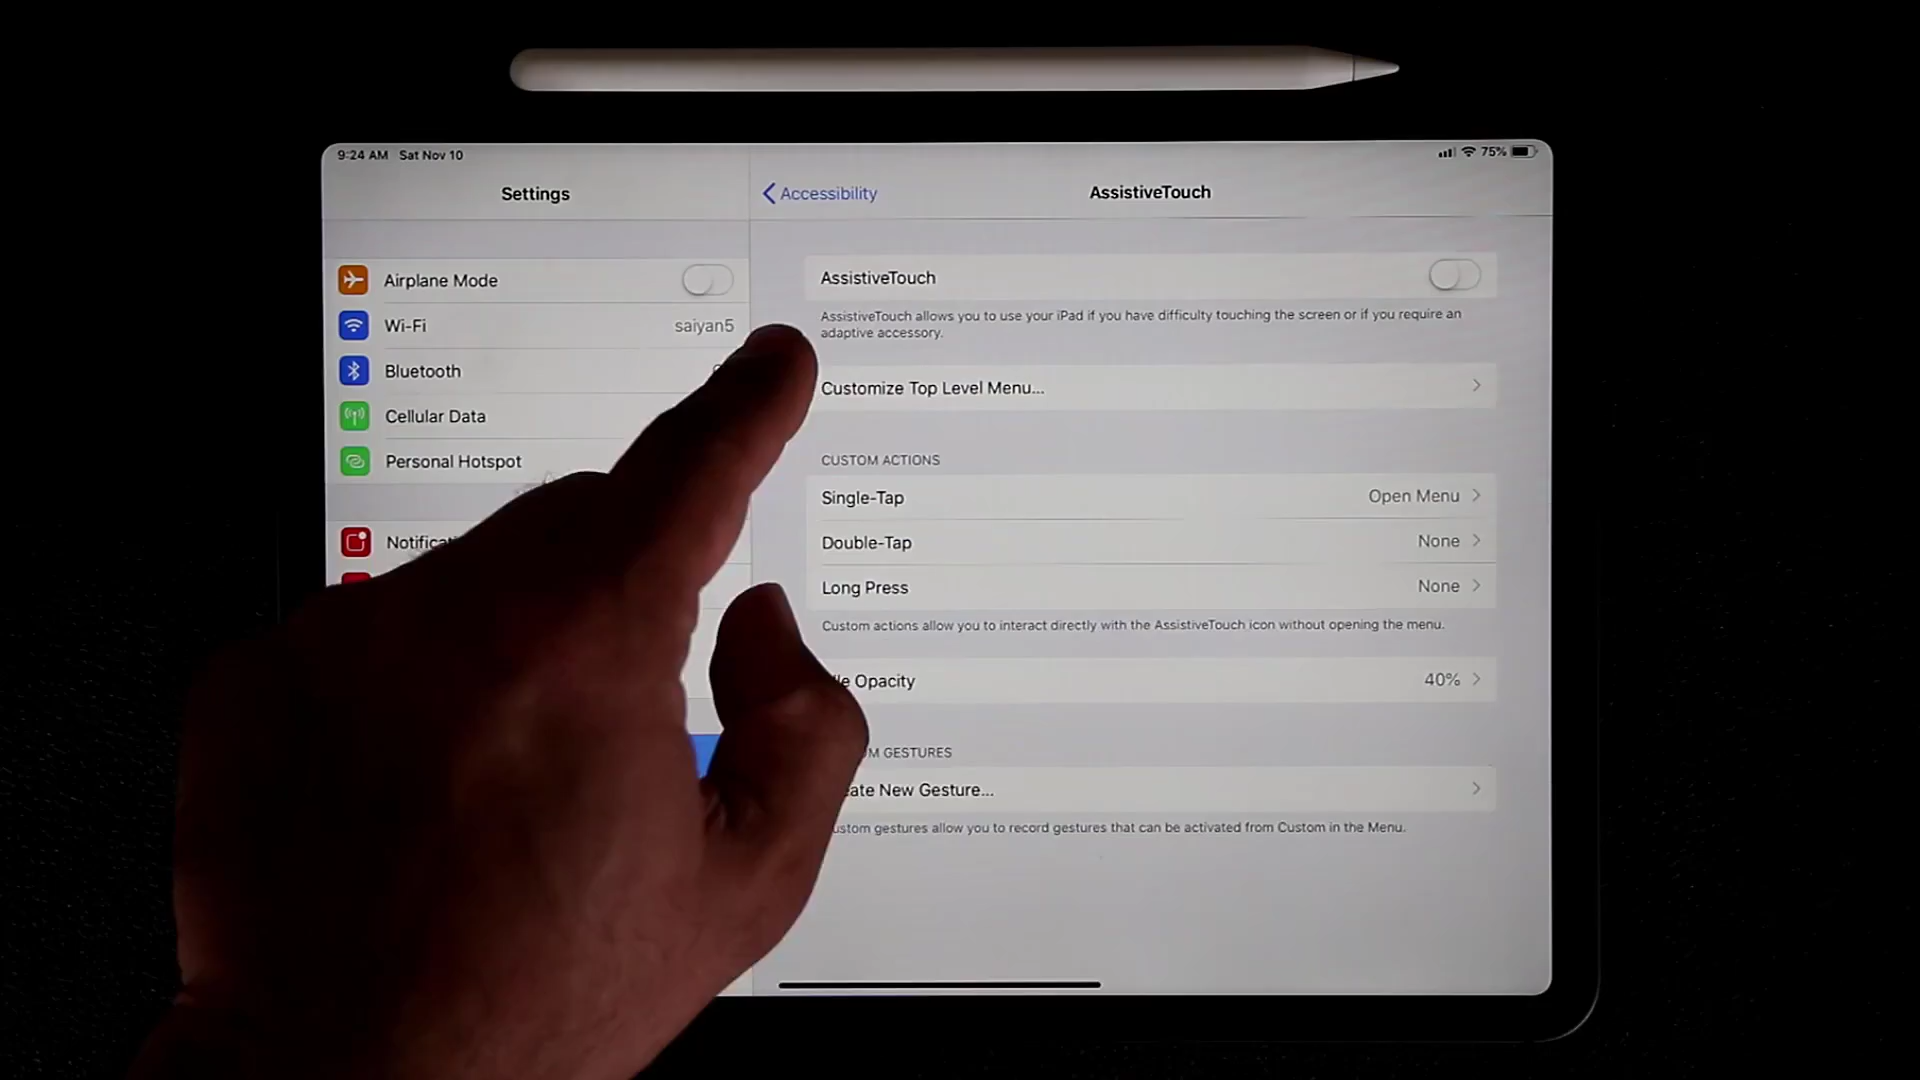 9:24 AM Sat Nov 10
75%
Settings
Accessibility
AssistiveTouch
Airplane Mode
Wi-Fi saiyan5
Bluetooth
Cellular Data
Personal Hotspot
AssistiveTouch
AssistiveTouch allows you to use your iPad if you have difficulty touching the screen or if you require an
adaptive accessory.
Customize Top Level Menu...
CUSTOM ACTIONS
Single-Tap Open Menu
Double-Tap None
Long Press None
Custom actions allow you to interact directly with the AssistiveTouch icon without opening the menu.
Opacity 40%
GESTURES
New Gesture...
gestures allow you to record gestures that can be activated from Custom in the Menu.